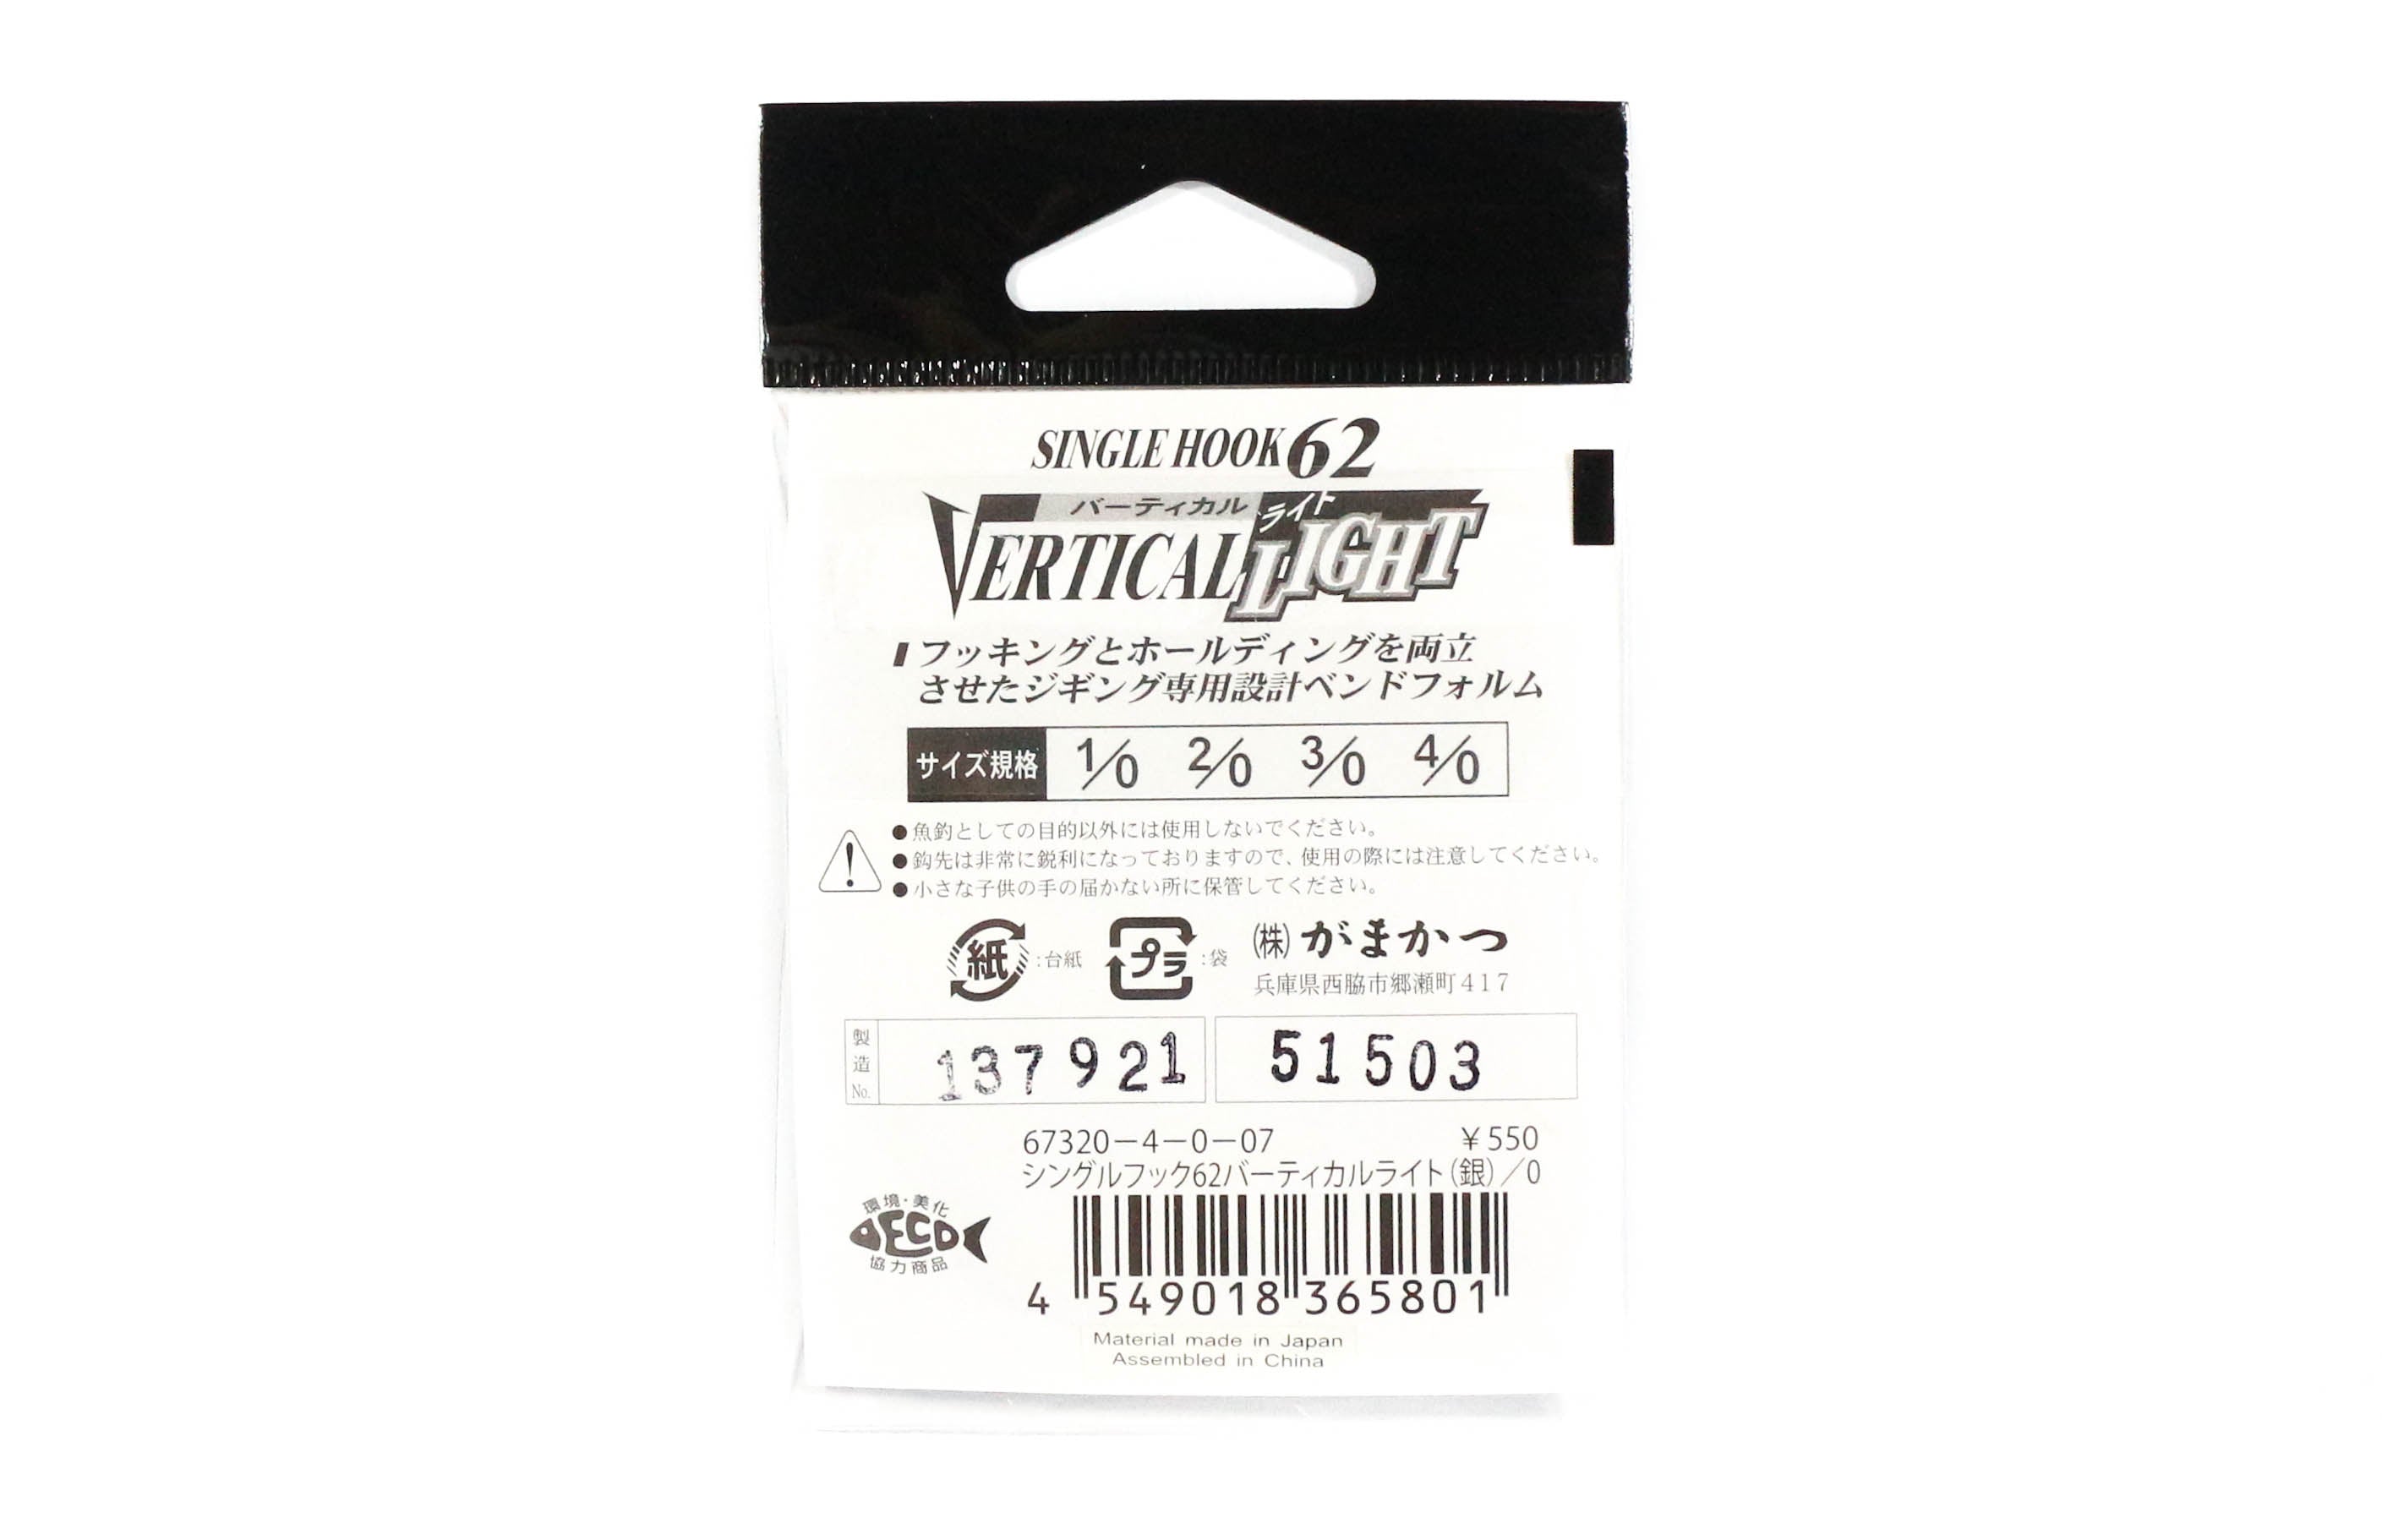 SINGLE HOOK 62
バーティカル ライト
VERTICAL LIGHT
フッキングとホールディングを両立
させたジギング専用設計ベンドフォルム
サイズ規格 1/0 2/0 3/0 4/0
●魚釣としての目的以外には使用しないでください。
●鈎先は非常に鋭利になっておりますので、使用の際には注意してください。
●小さな子供の手の届かない所に保管してください。
紙 :台紙 プラ :袋 ㈱がまかつ
兵庫県西脇市郷瀬町417
製造No. 137921 51503
67320-4-0-07 ¥550
シングルフック62バーティカルライト(銀)/0
環境・美化
ECO
協力商品
4 549018 365801
Material made in Japan
Assembled in China